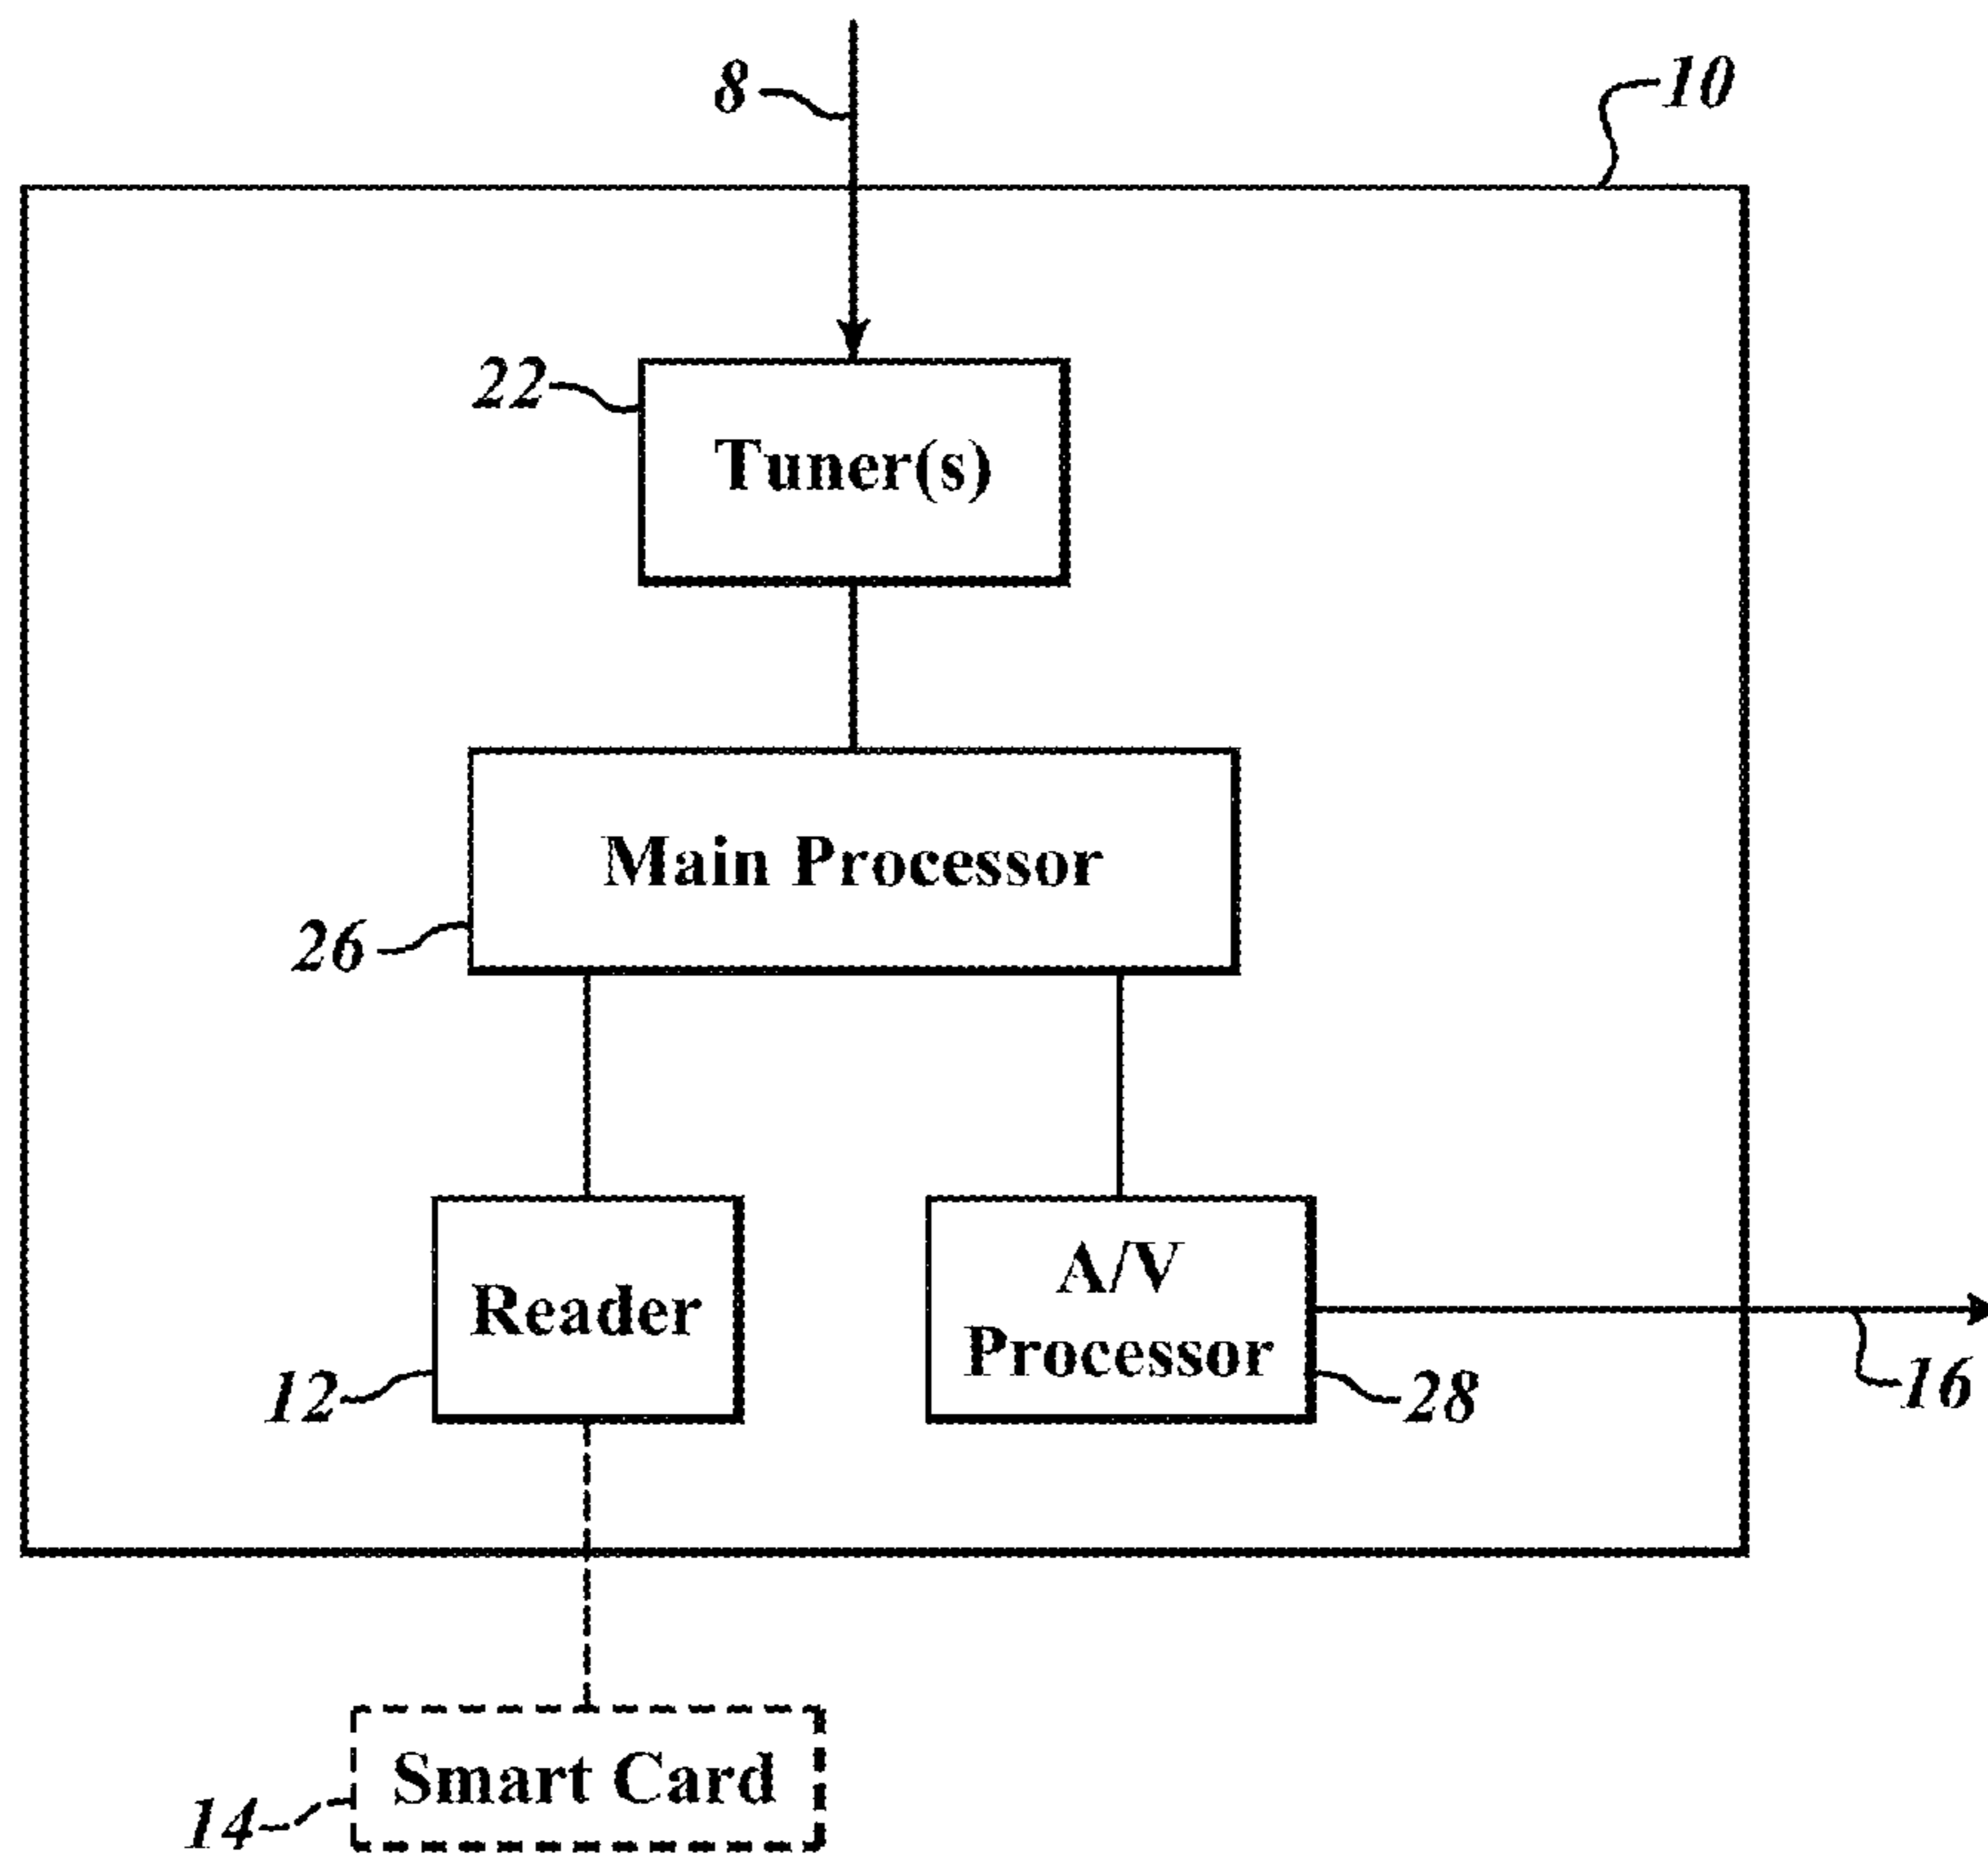 8
10
22
Tuner(s)
Main Processor
26
Reader
A/V
Processor
12
28
16
Smart Card
14